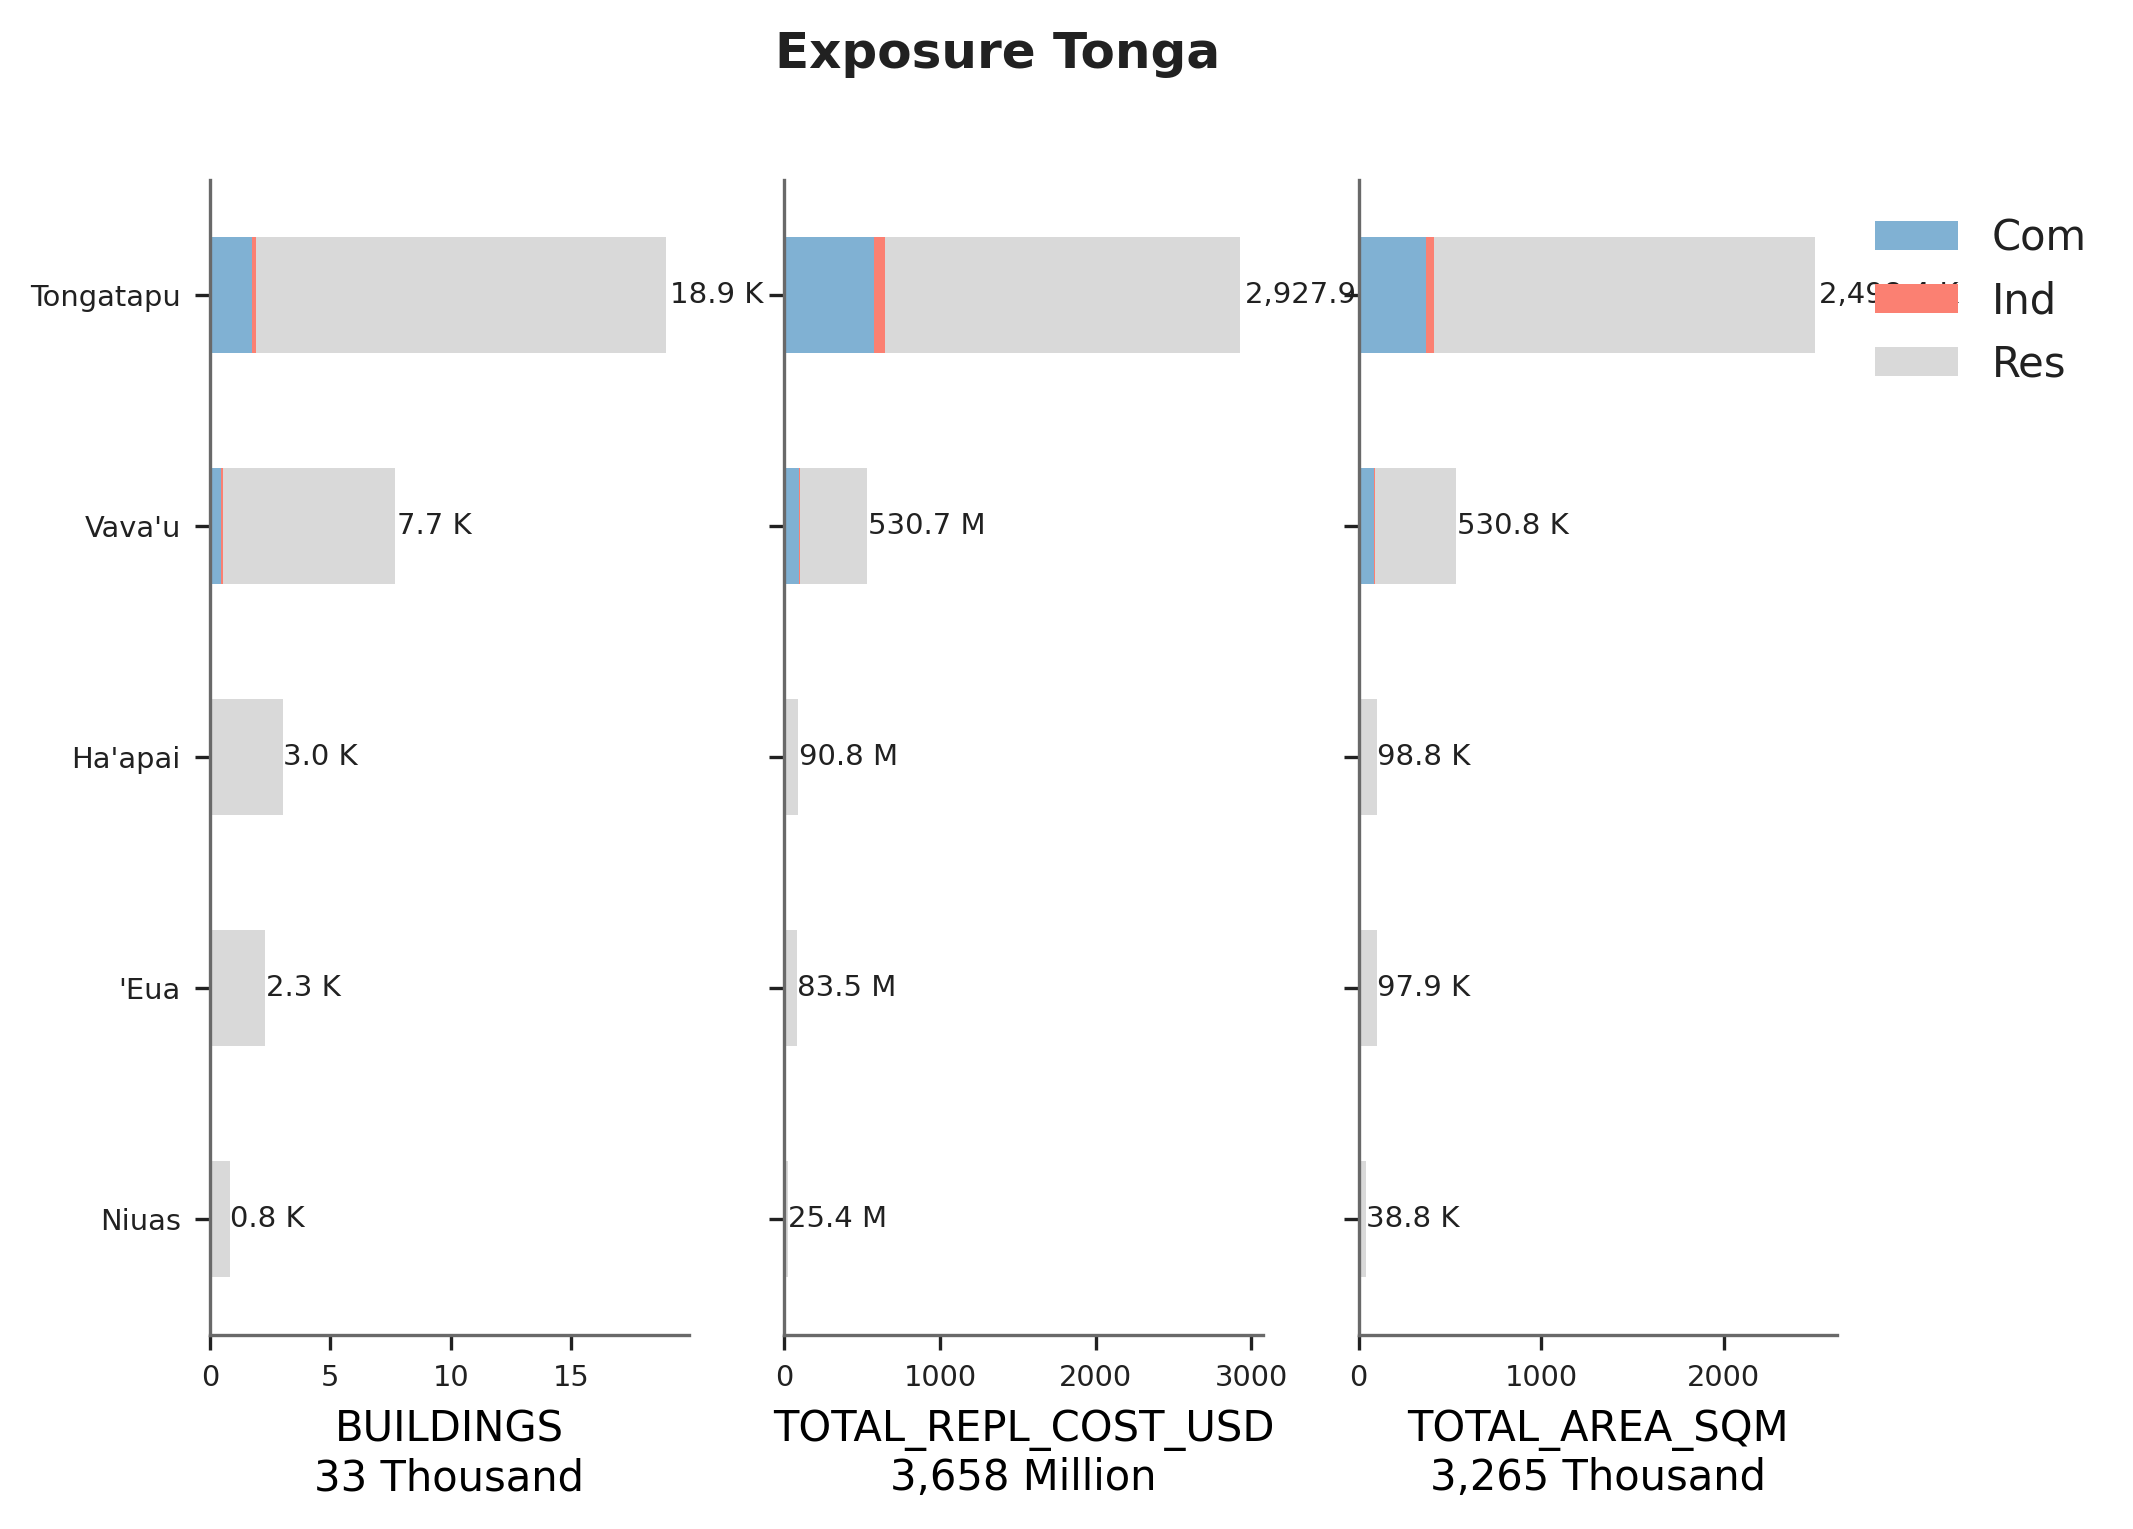 Exposure Tonga
Com
Ind
Res
Tongatapu
18.9 K
2,927.9
Vava'u
7.7 K
530.7 M
530.8 K
Ha'apai
3.0 K
90.8 M
98.8 K
'Eua
2.3 K
83.5 M
97.9 K
Niuas
0.8 K
25.4 M
38.8 K
0 5 10 15
0 1000 2000 3000
0 1000 2000
BUILDINGS
33 Thousand
TOTAL_REPL_COST_USD
3,658 Million
TOTAL_AREA_SQM
3,265 Thousand